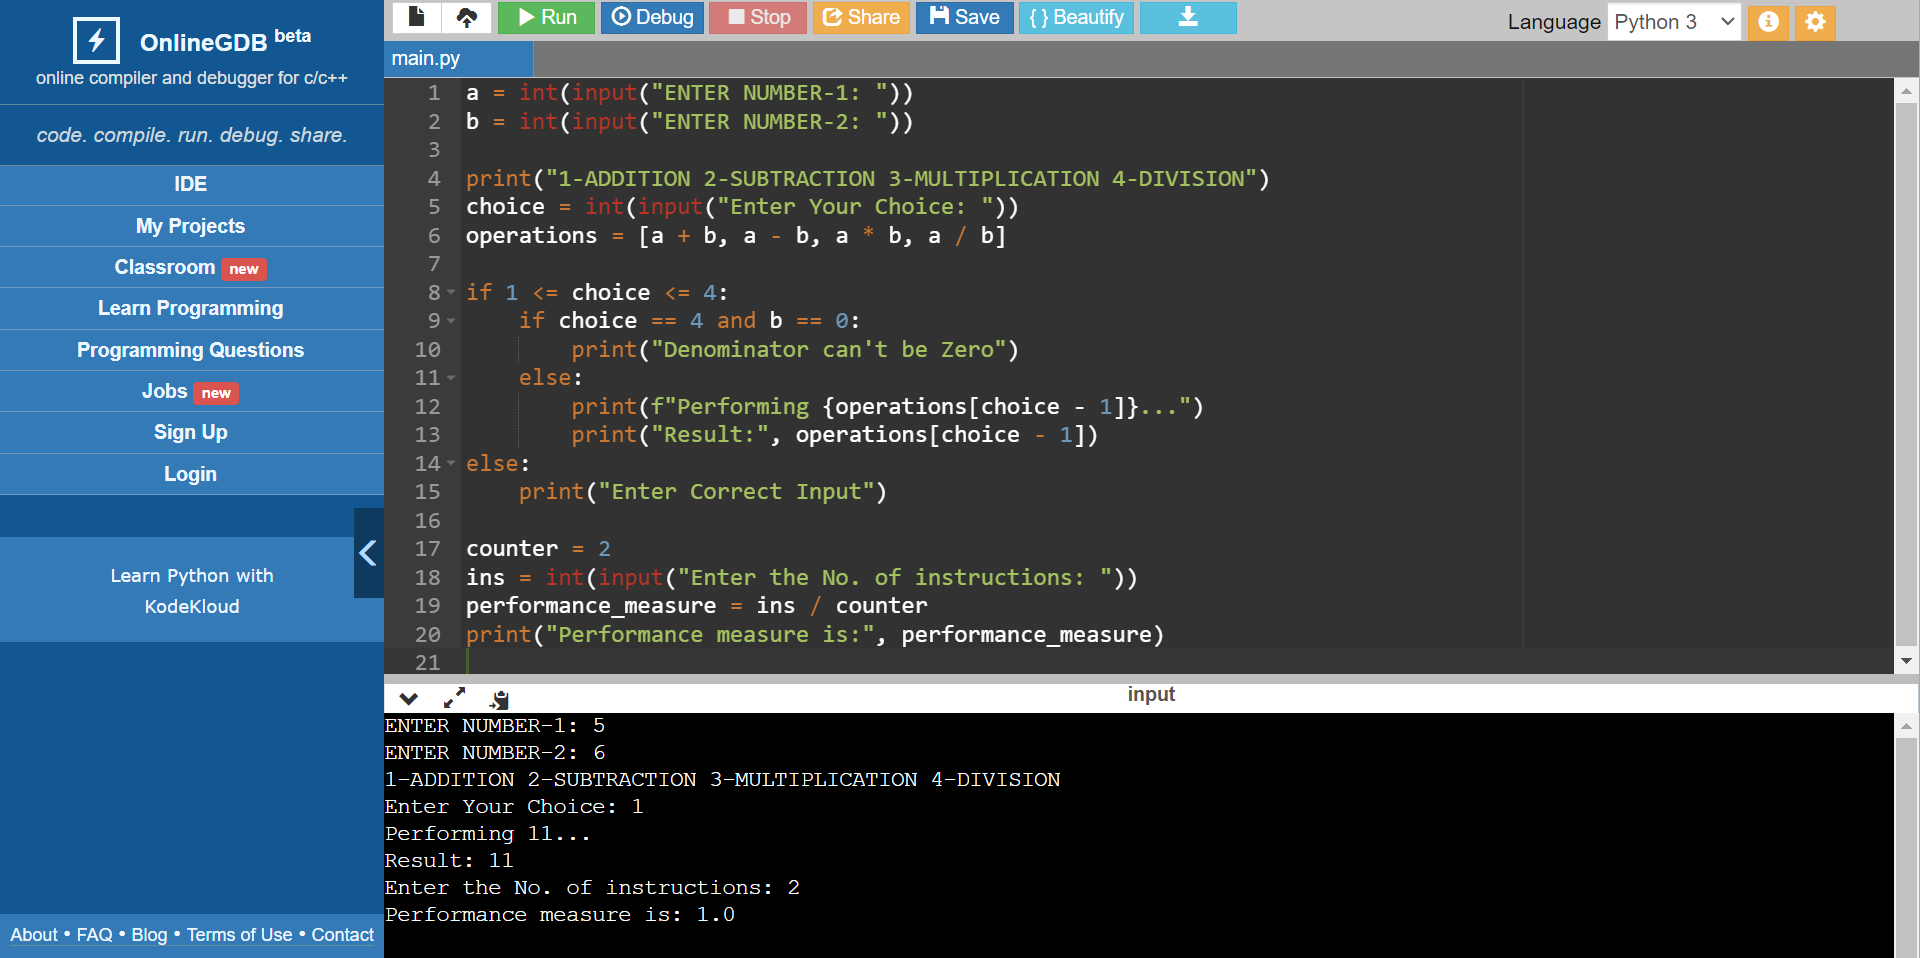 OnlineGDB beta
online compiler and debugger for c/c++
code. compile. run. debug. share.
IDE
My Projects
Classroom new
Learn Programming
Programming Questions
Jobs new
Sign Up
Login
Learn Python with
KodeKloud
About • FAQ • Blog • Terms of Use • Contact
Run Debug Stop Share Save {} Beautify
Language Python 3
main.py
1 a = int(input("ENTER NUMBER-1: "))
2 b = int(input("ENTER NUMBER-2: "))
3
4 print("1-ADDITION 2-SUBTRACTION 3-MULTIPLICATION 4-DIVISION")
5 choice = int(input("Enter Your Choice: "))
6 operations = [a + b, a - b, a * b, a / b]
7
8 if 1 <= choice <= 4:
9     if choice == 4 and b == 0:
10         print("Denominator can't be Zero")
11     else:
12         print(f"Performing {operations[choice - 1]}...")
13         print("Result:", operations[choice - 1])
14 else:
15     print("Enter Correct Input")
16
17 counter = 2
18 ins = int(input("Enter the No. of instructions: "))
19 performance_measure = ins / counter
20 print("Performance measure is:", performance_measure)
21
input
ENTER NUMBER-1: 5
ENTER NUMBER-2: 6
1-ADDITION 2-SUBTRACTION 3-MULTIPLICATION 4-DIVISION
Enter Your Choice: 1
Performing 11...
Result: 11
Enter the No. of instructions: 2
Performance measure is: 1.0